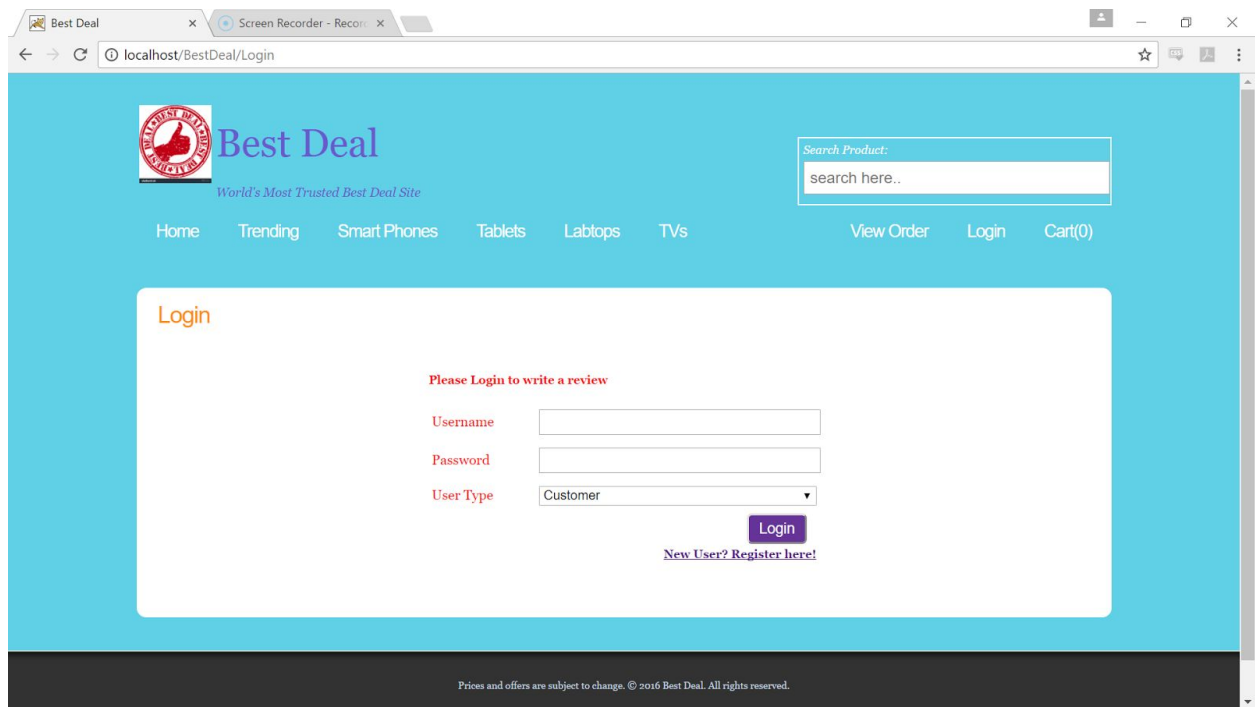 Best Deal
Screen Recorder - Recor
localhost/BestDeal/Login
BEST DEAL
Best Deal
World's Most Trusted Best Deal Site
Search Product:
search here..
Home Trending Smart Phones Tablets Labtops TVs View Order Login Cart(0)
Login
Please Login to write a review
Username
Password
User Type Customer
Login
New User? Register here!
Prices and offers are subject to change. © 2016 Best Deal. All rights reserved.